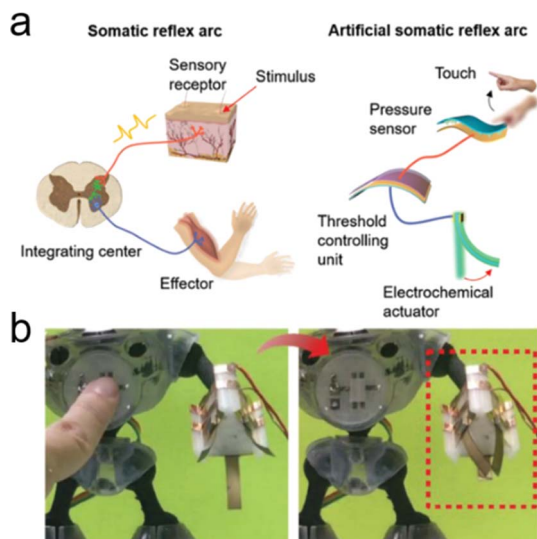 a
Somatic reflex arc
Sensory
receptor
Stimulus
Integrating center
Effector
Artificial somatic reflex arc
Touch
Pressure
sensor
Threshold
controlling
unit
Electrochemical
actuator
b